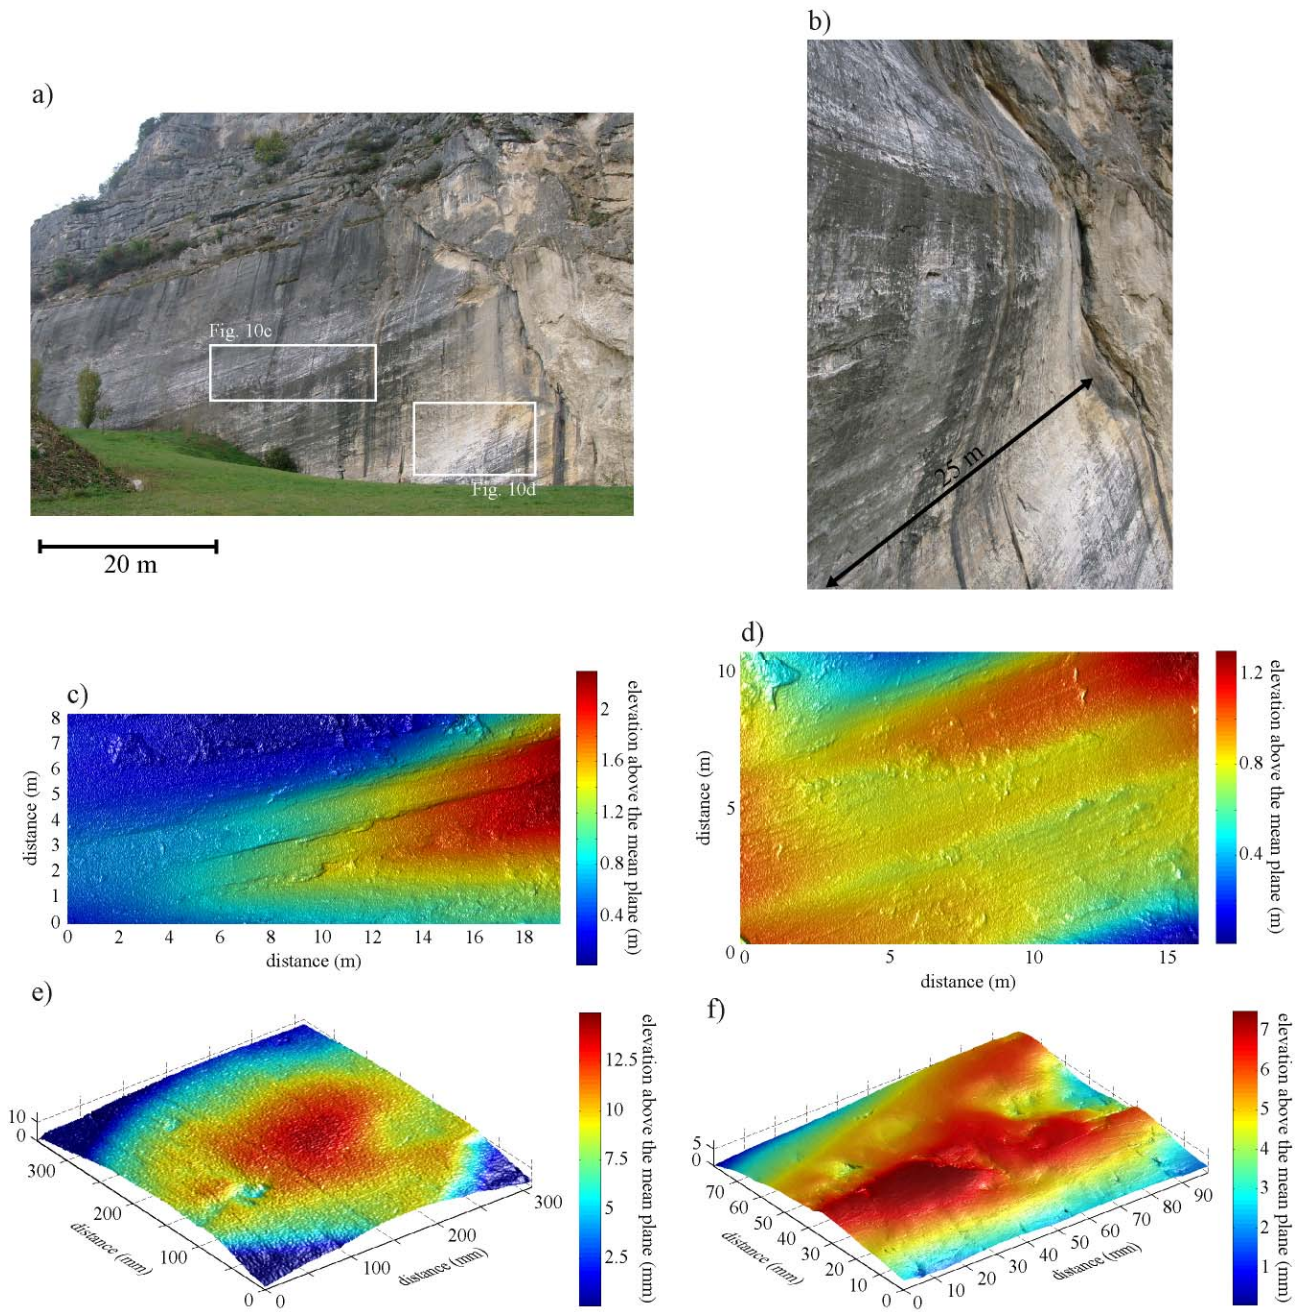 a)
Fig. 10c
Fig. 10d
20 m
b)
25 m
c)
8
7
6
5
4
3
2
1
0
distance (m)
0 2 4 6 8 10 12 14 16 18
distance (m)
2
1.6
1.2
0.8
0.4
elevation above the mean plane (m)
d)
10
5
0
distance (m)
0 5 10 15
distance (m)
1.2
0.8
0.4
elevation above the mean plane (m)
e)
10
0
300
200
100
0
distance (mm)
0
100
200
300
distance (mm)
12.5
10
7.5
5
2.5
elevation above the mean plane (mm)
f)
5
0
70
60
50
40
30
20
10
0
distance (mm)
0
10
20
30
40
50
60
70
80
90
distance (mm)
7
6
5
4
3
2
1
elevation above the mean plane (mm)